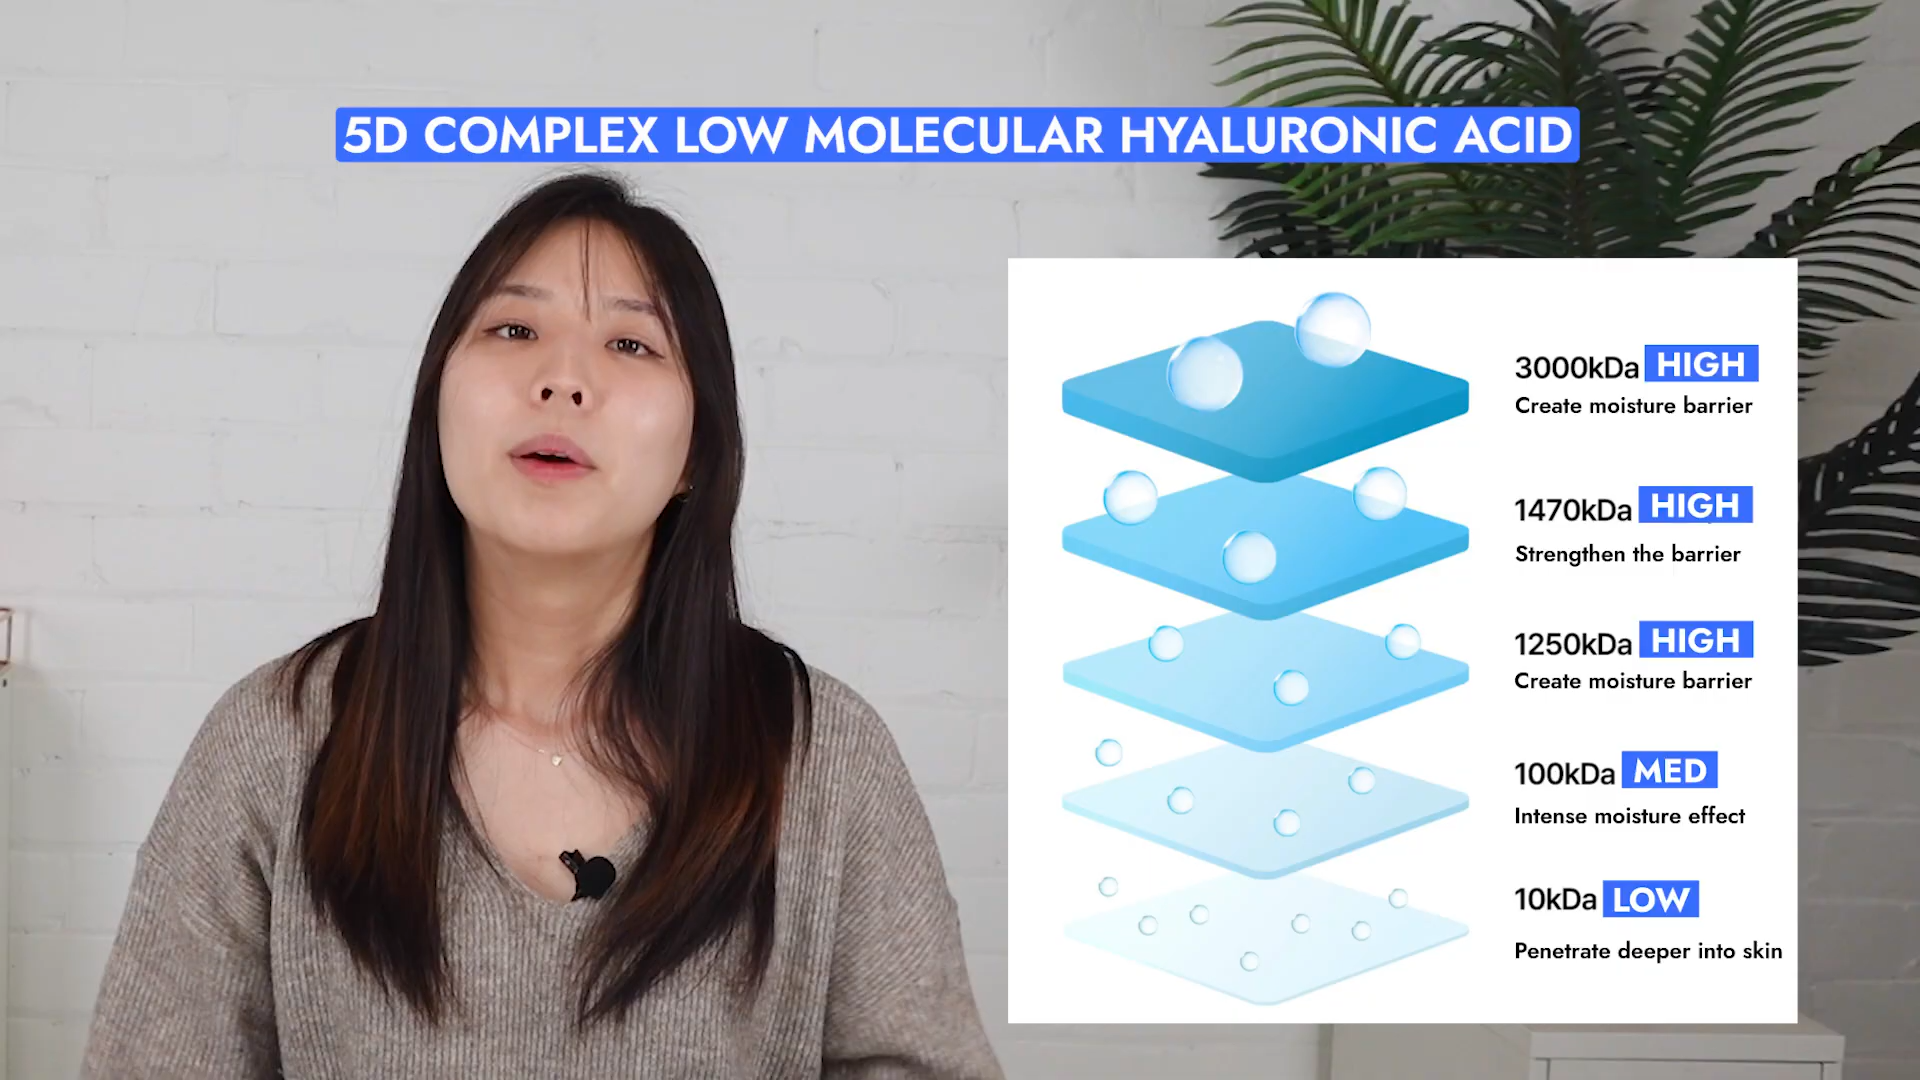 5D COMPLEX LOW MOLECULAR HYALURONIC ACID
3000kDa HIGH
Create moisture barrier
1470kDa HIGH
Strengthen the barrier
1250kDa HIGH
Create moisture barrier
100kDa MED
Intense moisture effect
10kDa LOW
Penetrate deeper into skin